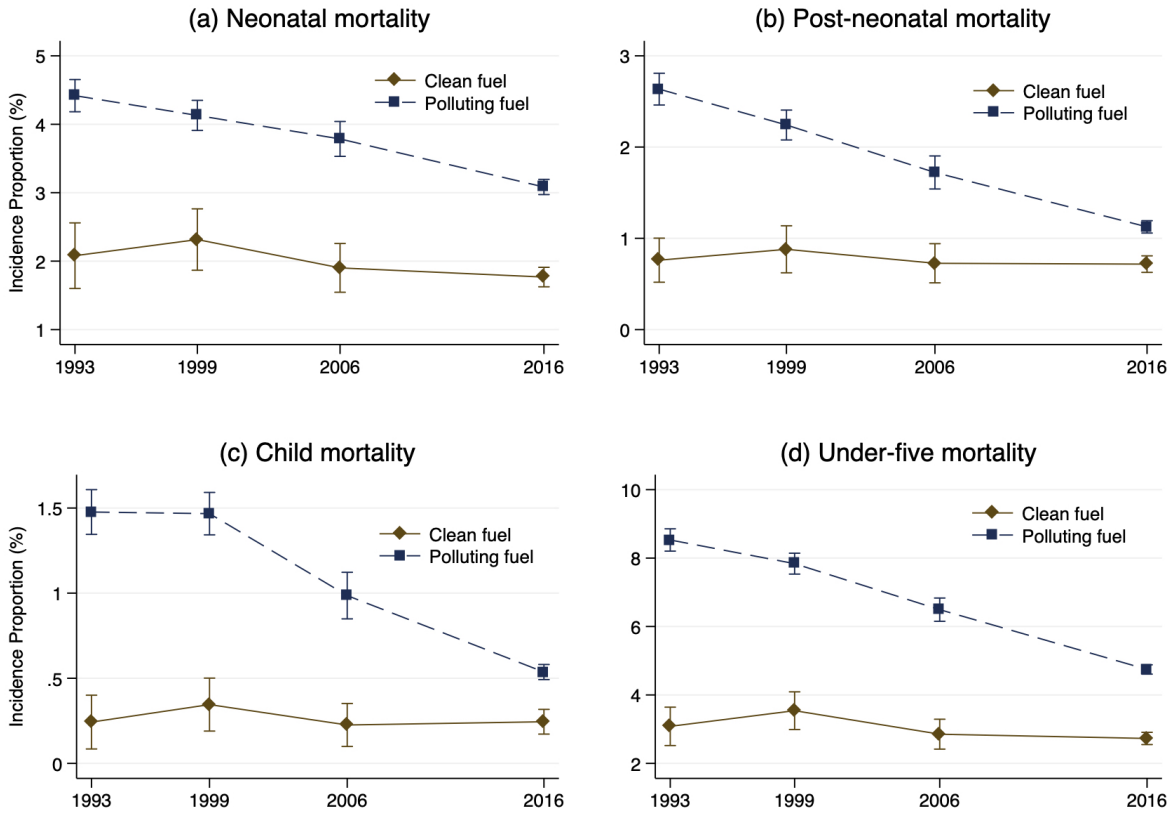 (a) Neonatal mortality
Incidence Proportion (%)
5
4
3
2
1
Clean fuel
Polluting fuel
1993 1999 2006 2016
(b) Post-neonatal mortality
3
2
1
0
Clean fuel
Polluting fuel
1993 1999 2006 2016
(c) Child mortality
Incidence Proportion (%)
1.5
1
.5
0
Clean fuel
Polluting fuel
1993 1999 2006 2016
(d) Under-five mortality
10
8
6
4
2
Clean fuel
Polluting fuel
1993 1999 2006 2016